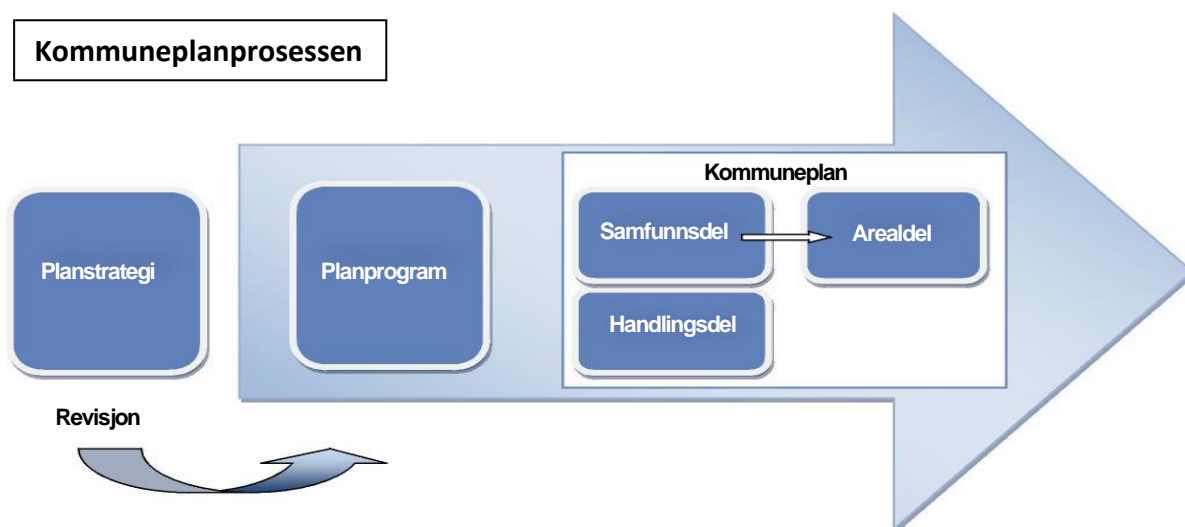 Kommuneplanprosessen
Kommuneplan
Planstrategi
Planprogram
Samfunnsdel
Arealdel
Handlingsdel
Revisjon